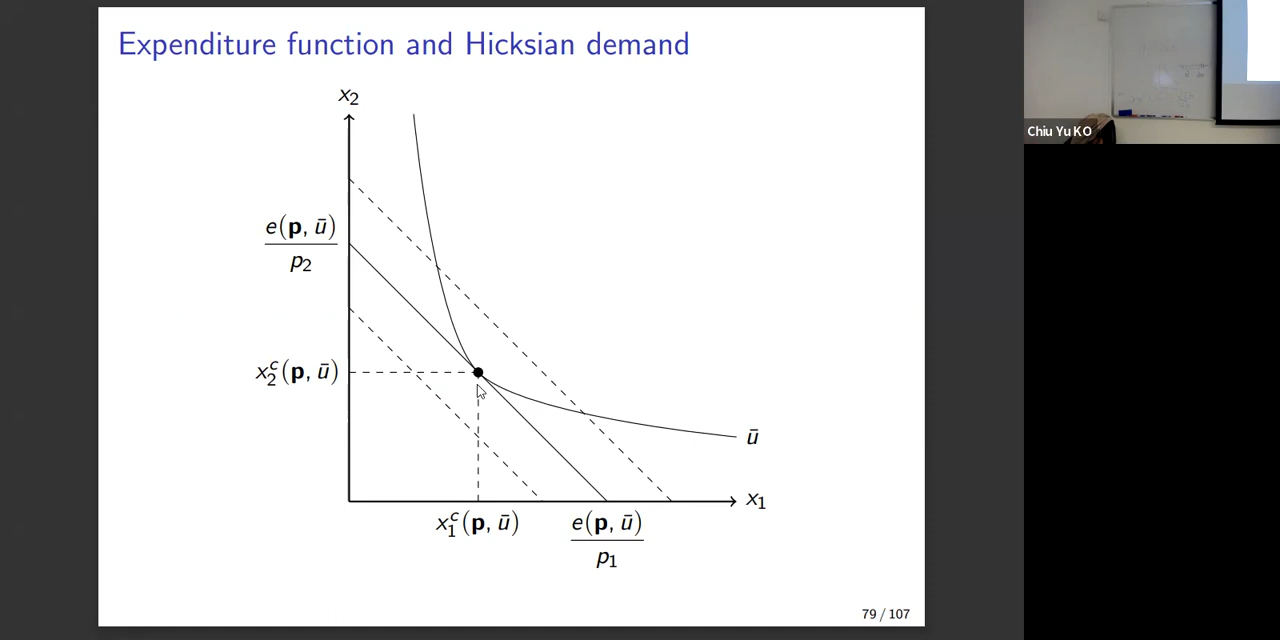 Expenditure function and Hicksian demand
x₂
e(p, ū)
p₂
x₂ᶜ(p, ū)
ū
x₁
x₁ᶜ(p, ū)
e(p, ū)
p₁
79 / 107
Chiu Yu KO